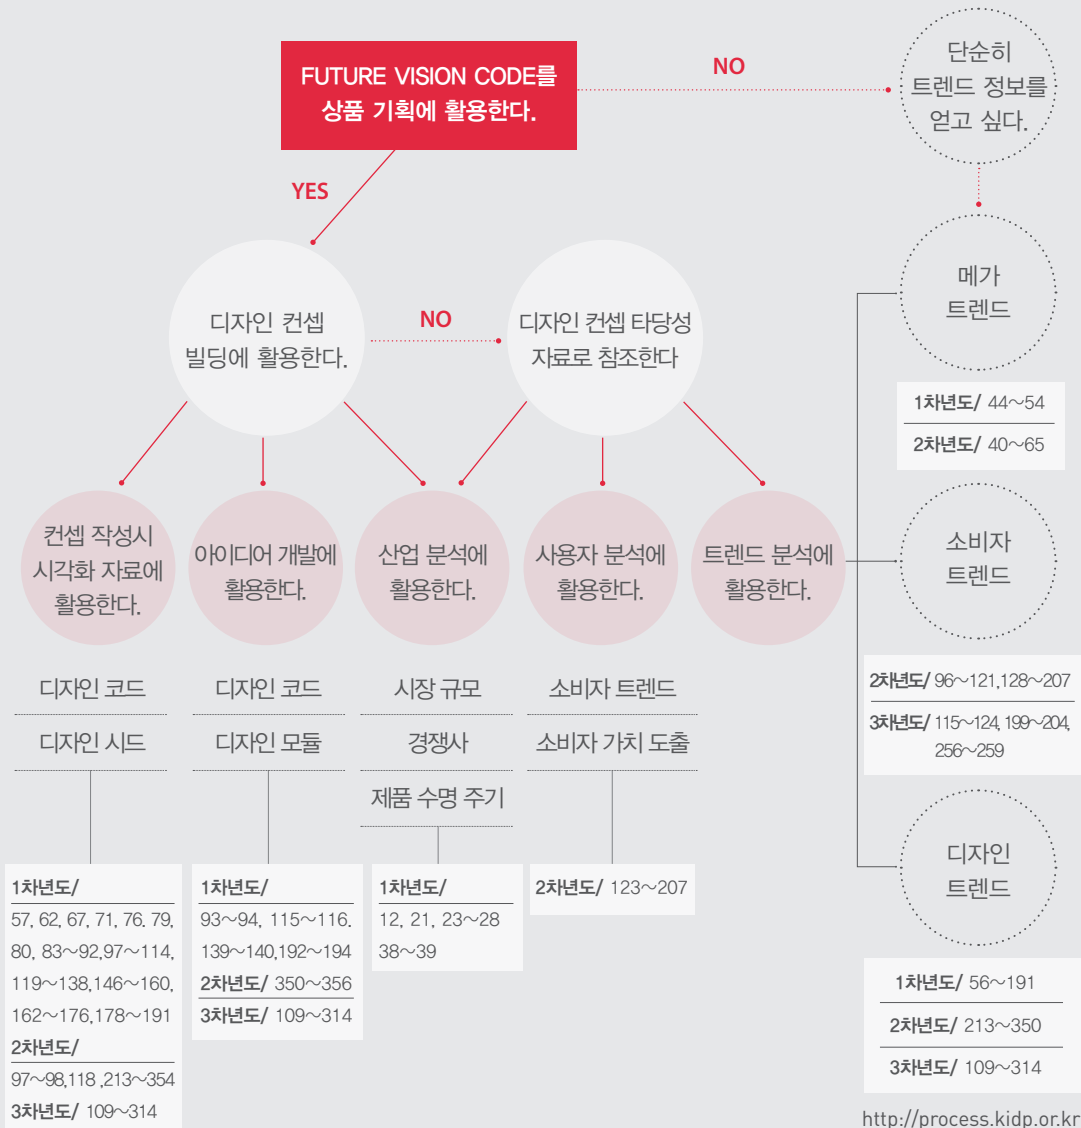 FUTURE VISION CODE를
상품 기획에 활용한다.
NO
단순히
트렌드 정보를
얻고 싶다.
YES
디자인 컨셉
빌딩에 활용한다.
NO
디자인 컨셉 타당성
자료로 참조한다
메가
트렌드
1차년도/ 44~54
2차년도/ 40~65
컨셉 작성시
시각화 자료에
활용한다.
아이디어 개발에
활용한다.
산업 분석에
활용한다.
사용자 분석에
활용한다.
트렌드 분석에
활용한다.
소비자
트렌드
2차년도/ 96~121,128~207
3차년도/ 115~124, 199~204,
256~259
디자인 코드
디자인 시드
디자인 코드
디자인 모듈
시장 규모
경쟁사
제품 수명 주기
소비자 트렌드
소비자 가치 도출
디자인
트렌드
1차년도/
57, 62, 67, 71, 76. 79,
80, 83~92,97~114,
119~138,146~160,
162~176,178~191
2차년도/
97~98,118 ,213~354
3차년도/ 109~314
1차년도/
93~94, 115~116.
139~140,192~194
2차년도/ 350~356
3차년도/ 109~314
1차년도/
12, 21, 23~28
38~39
2차년도/ 123~207
1차년도/ 56~191
2차년도/ 213~350
3차년도/ 109~314
http://process.kidp.or.kr